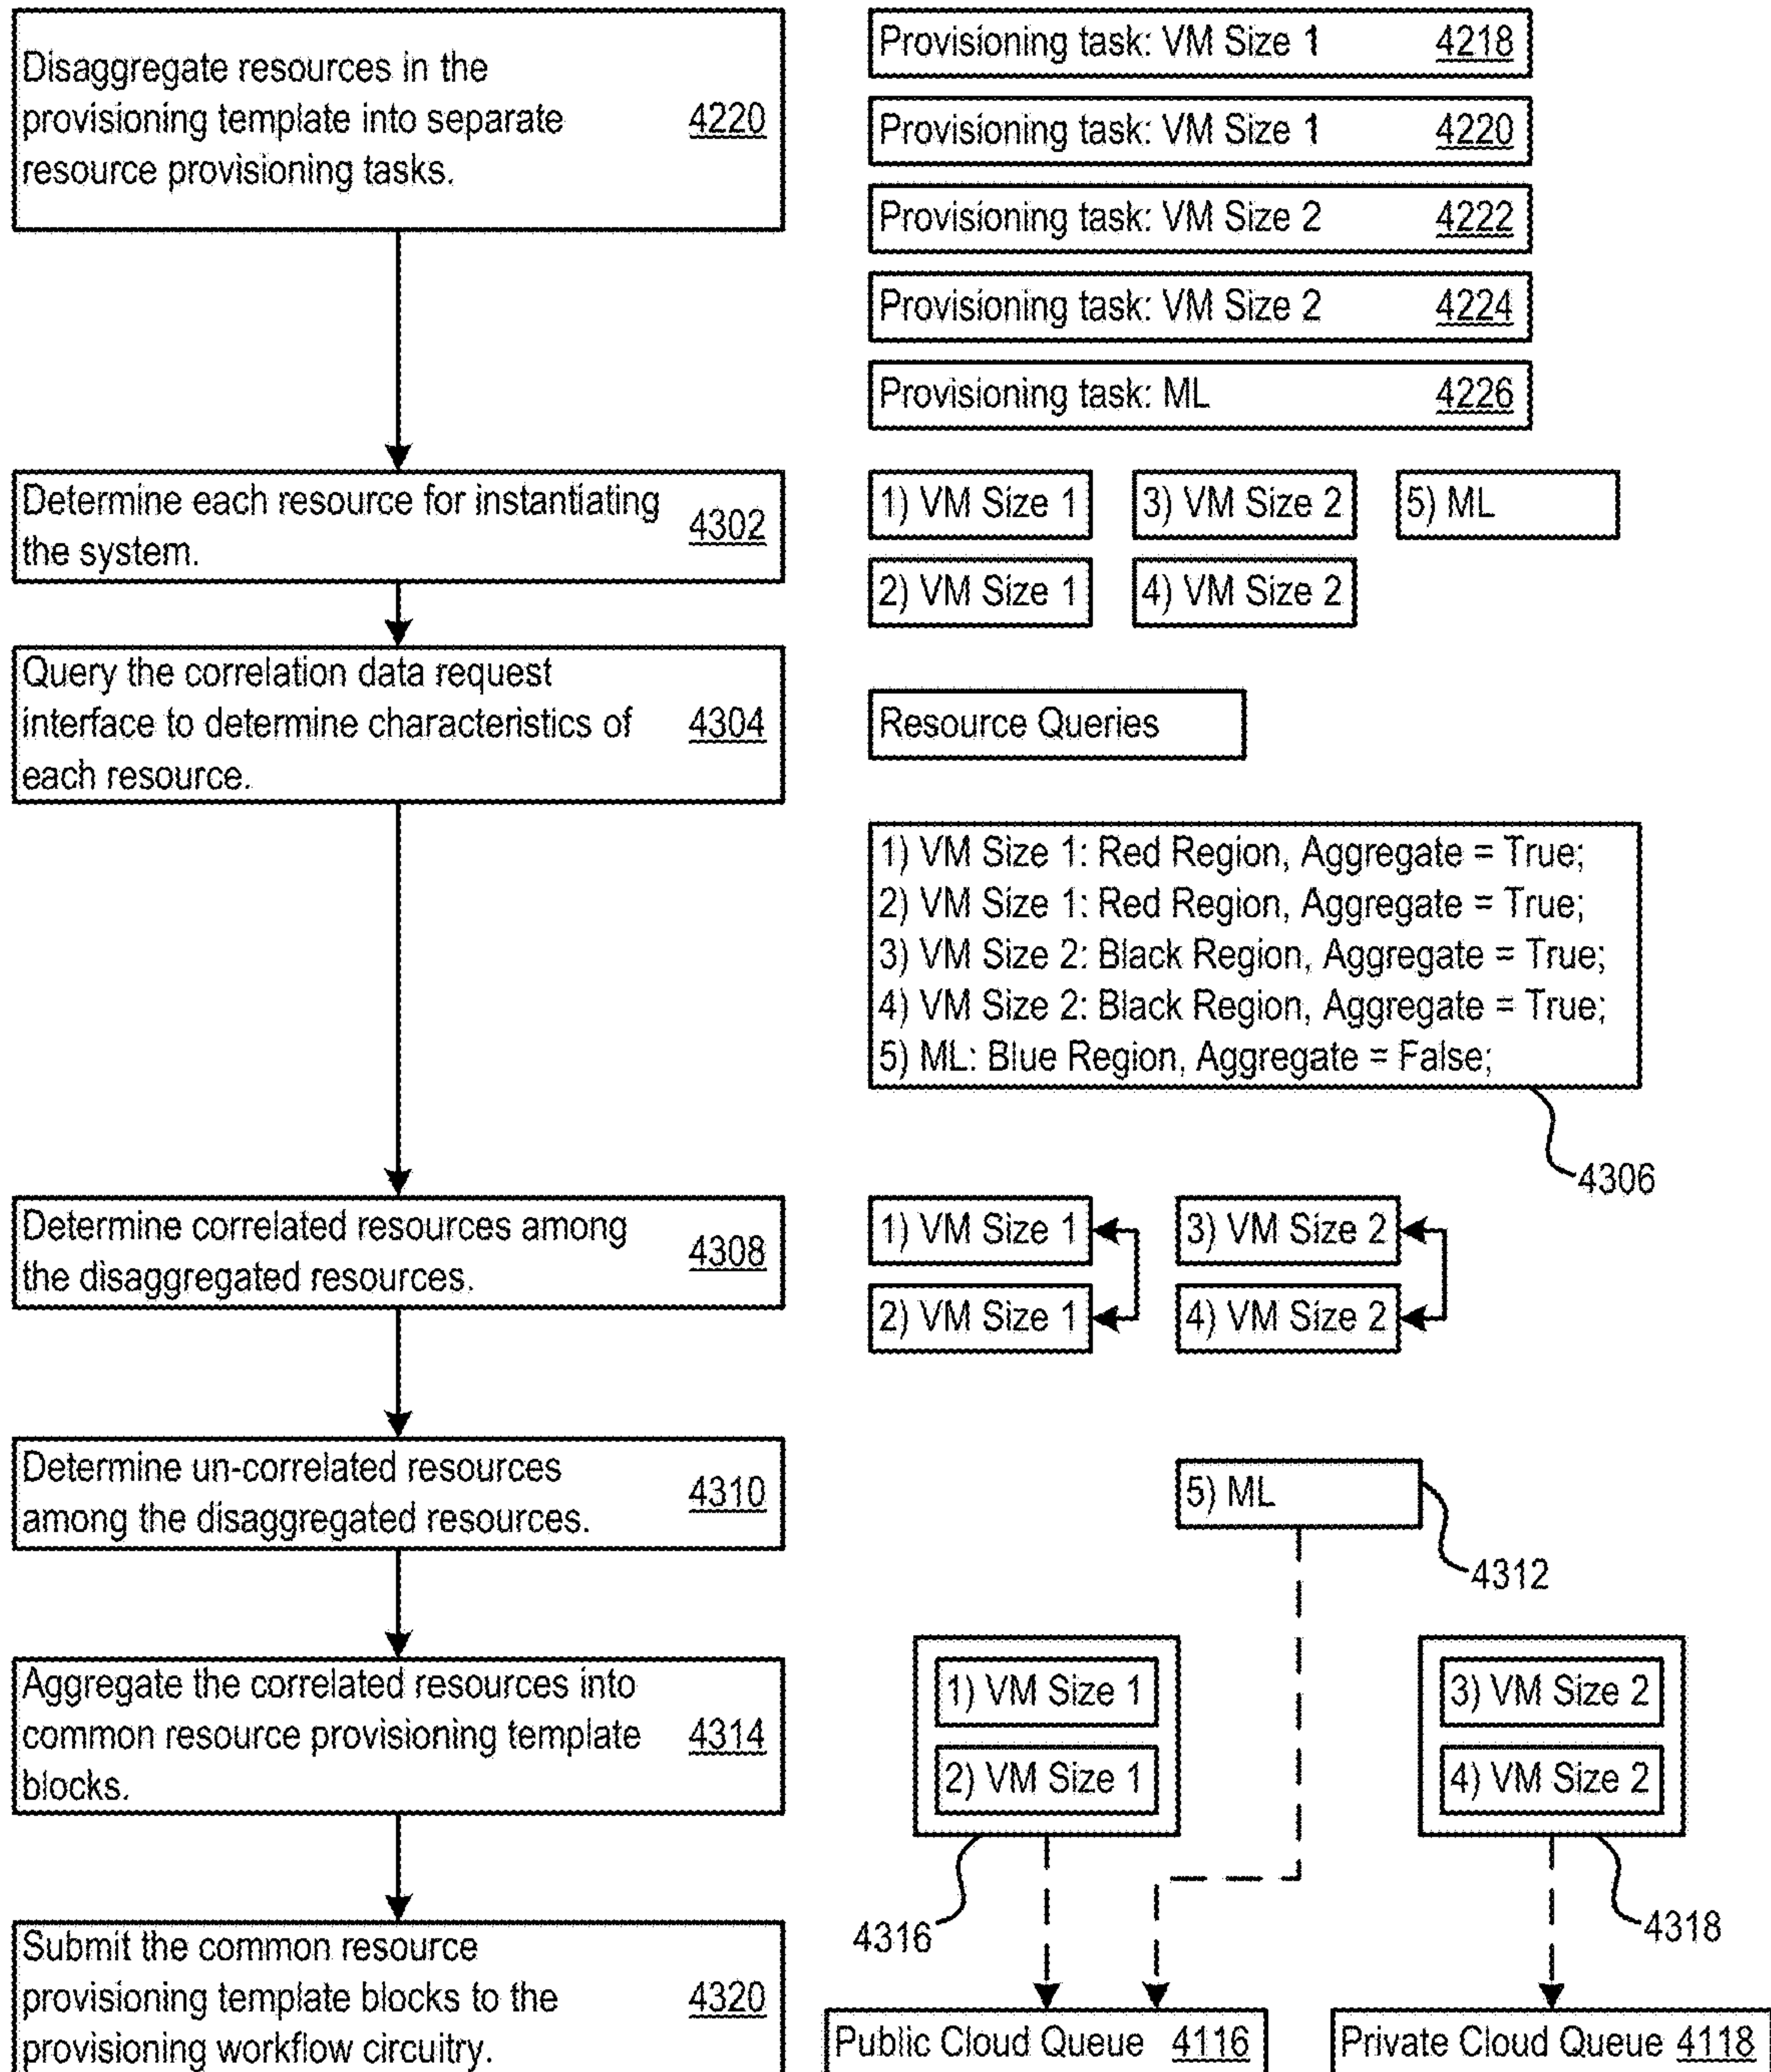 Disaggregate resources in the
provisioning template into separate 4220
resource provisioning tasks.
Provisioning task: VM Size 1 4218
Provisioning task: VM Size 1 4220
Provisioning task: VM Size 2 4222
Provisioning task: VM Size 2 4224
Provisioning task: ML 4226
Determine each resource for instantiating 4302
the system.
1) VM Size 1
3) VM Size 2
5) ML
2) VM Size 1
4) VM Size 2
Query the correlation data request
interface to determine characteristics of 4304
each resource.
Resource Queries
1) VM Size 1: Red Region, Aggregate = True;
2) VM Size 1: Red Region, Aggregate = True;
3) VM Size 2: Black Region, Aggregate = True;
4) VM Size 2: Black Region, Aggregate = True;
5) ML: Blue Region, Aggregate = False;
4306
Determine correlated resources among 4308
the disaggregated resources.
1) VM Size 1
3) VM Size 2
2) VM Size 1
4) VM Size 2
Determine un-correlated resources 4310
among the disaggregated resources.
5) ML
4312
Aggregate the correlated resources into
common resource provisioning template 4314
blocks.
1) VM Size 1
2) VM Size 1
3) VM Size 2
4) VM Size 2
4316
4318
Submit the common resource
provisioning template blocks to the 4320
provisioning workflow circuitry.
Public Cloud Queue 4116
Private Cloud Queue 4118